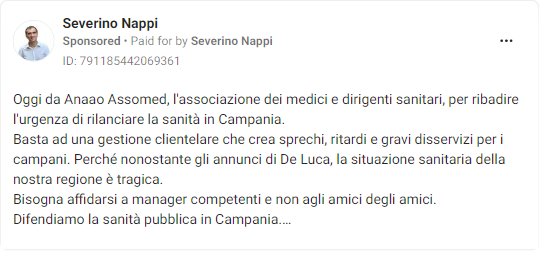 Severino Nappi
Sponsored • Paid for by Severino Nappi
ID: 791185442069361
Oggi da Anaao Assomed, l'associazione dei medici e dirigenti sanitari, per ribadire
l'urgenza di rilanciare la sanità in Campania.
Basta ad una gestione clientelare che crea sprechi, ritardi e gravi disservizi per i
campani. Perché nonostante gli annunci di De Luca, la situazione sanitaria della
nostra regione è tragica.
Bisogna affidarsi a manager competenti e non agli amici degli amici.
Difendiamo la sanità pubblica in Campania....